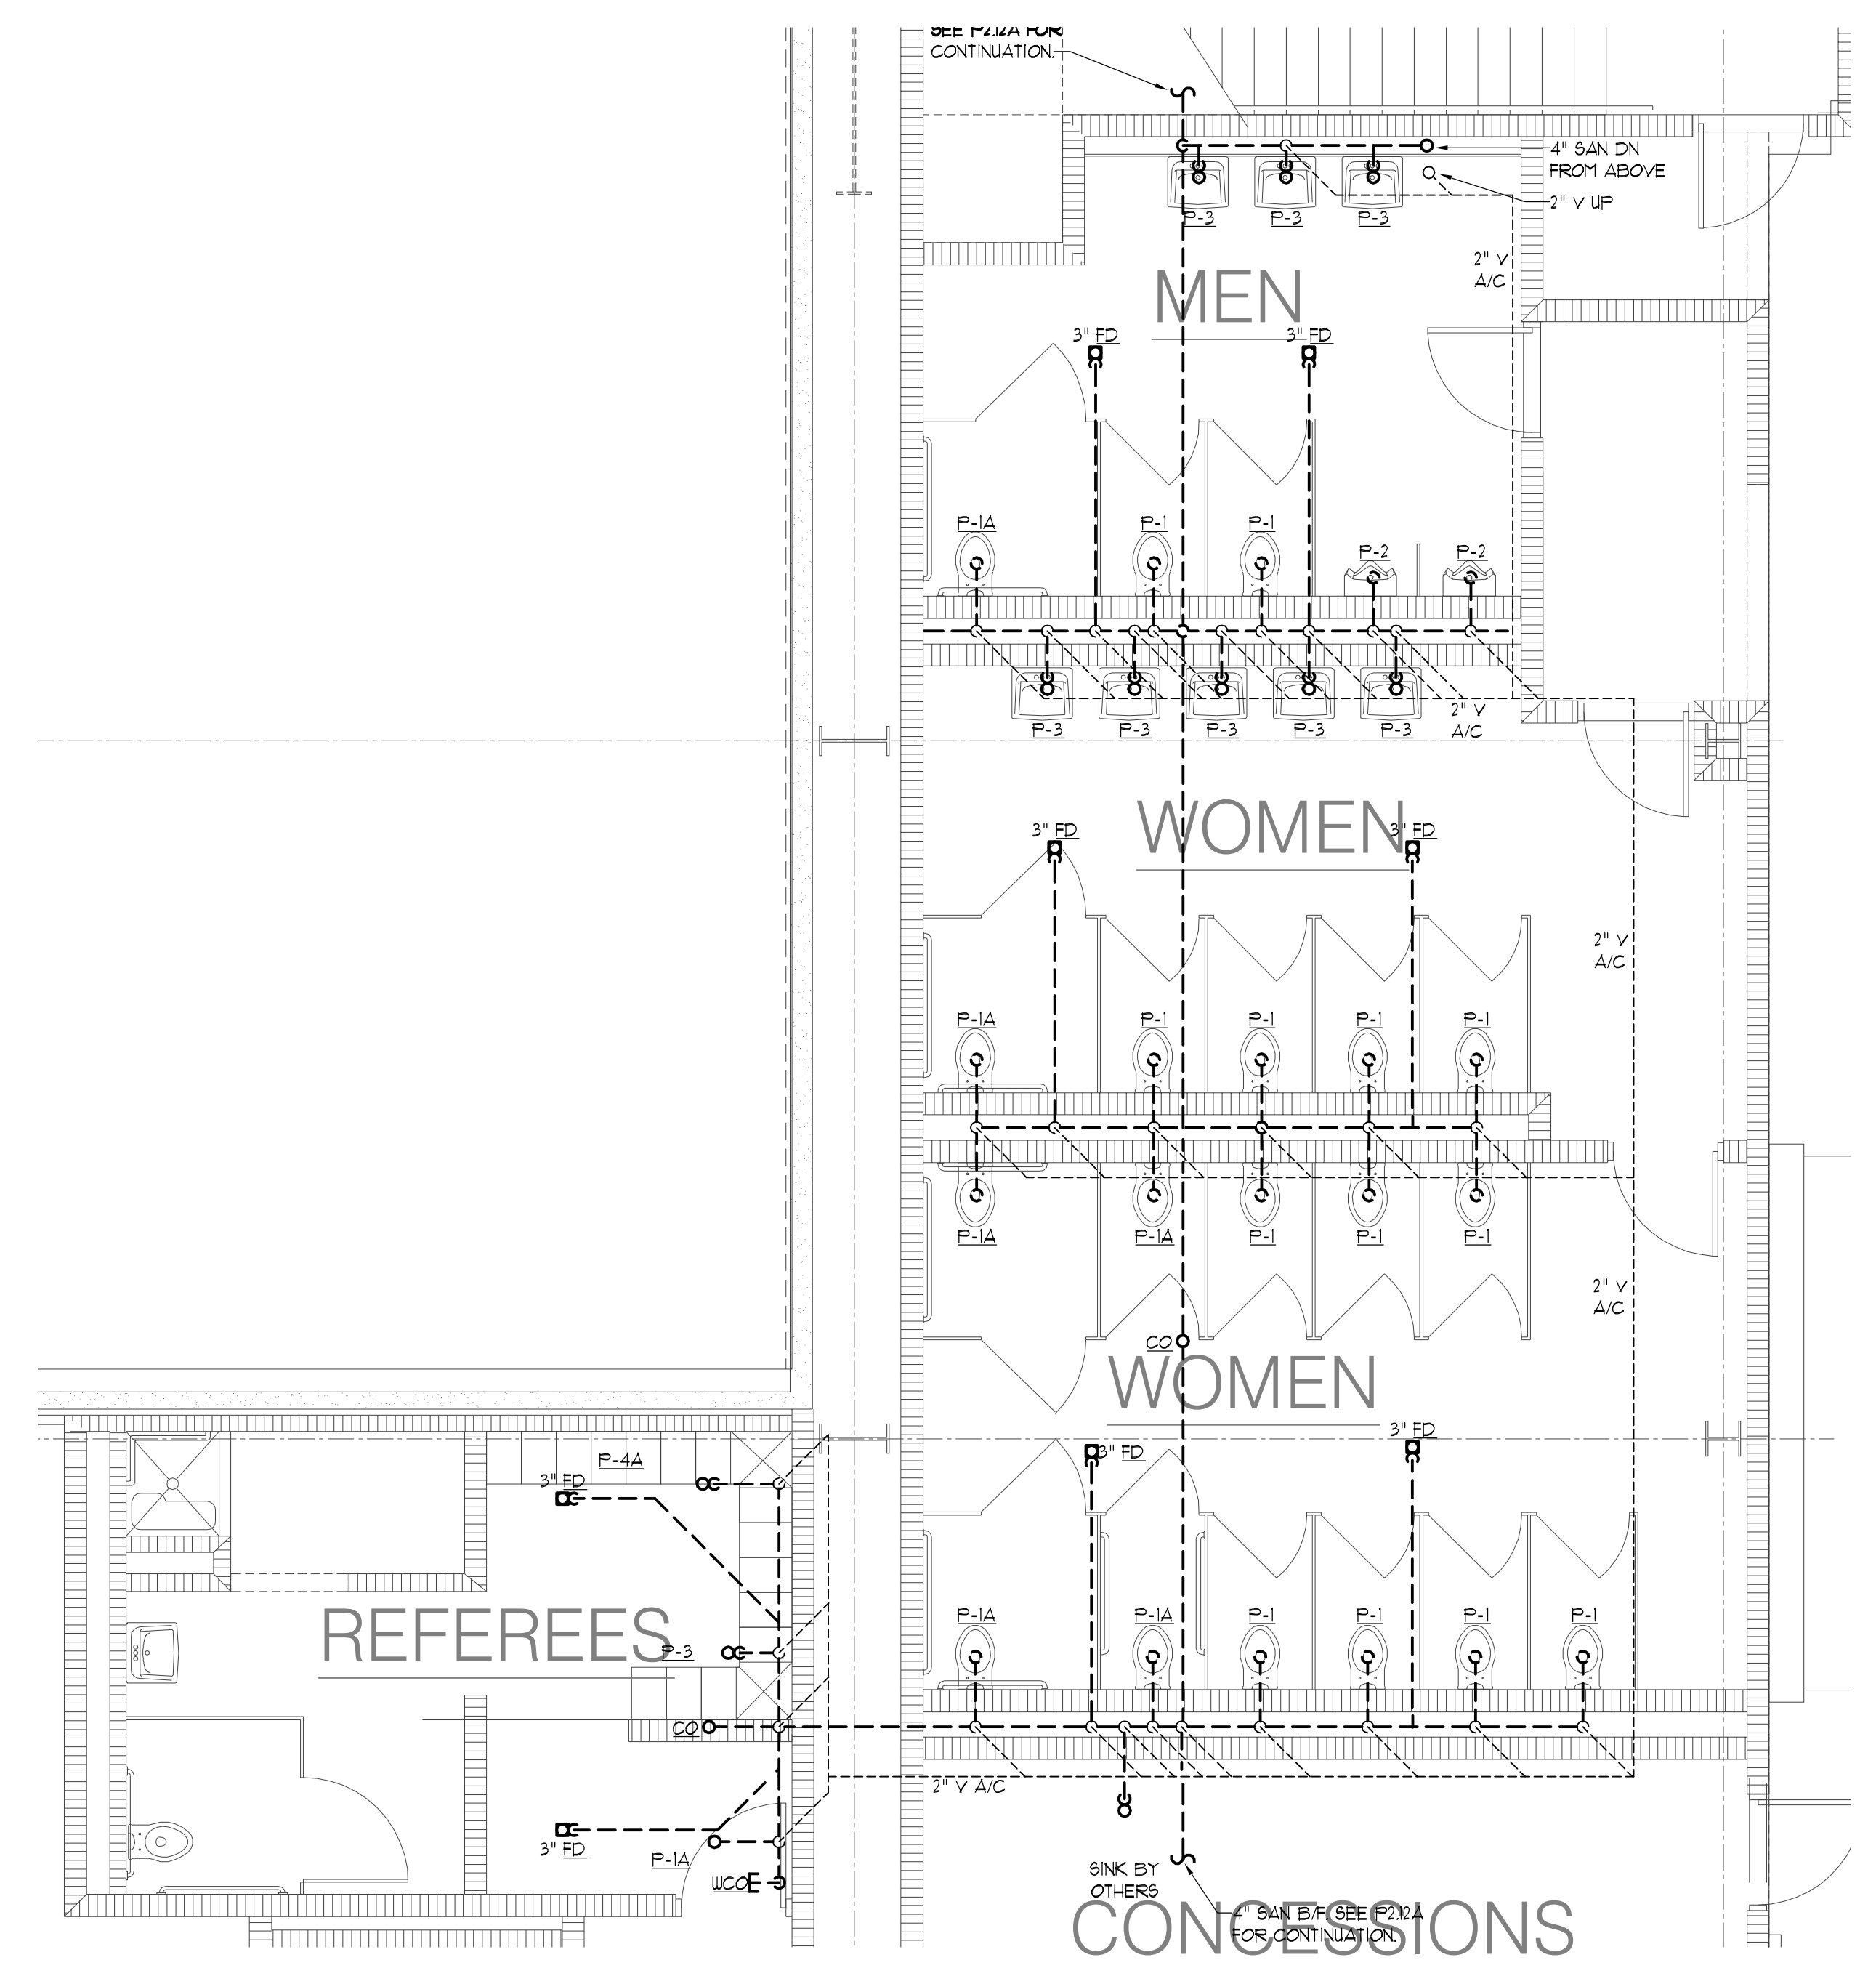 SEE P2.12A FOR
CONTINUATION.
4" SAN DN
FROM ABOVE
2" V UP
P-3
P-3
P-3
2" V
A/C
MEN
3" FD
3" FD
P-1A
P-1
P-1
P-2
P-2
P-3
P-3
P-3
P-3
P-3
2" V
A/C
WOMEN
3" FD
3" FD
2" V
A/C
P-1A
P-1
P-1
P-1
P-1
P-1A
P-1A
P-1
P-1
P-1
2" V
A/C
CO
WOMEN
3" FD
3" FD
P-4A
3" FD
P-1A
P-1A
P-1
P-1
P-1
P-1
REFEREES
P-3
CO
2" V A/C
3" FD
P-1A
WCO
SINK BY
OTHERS
4" SAN B/F. SEE P2.12A
FOR CONTINUATION.
CONCESSIONS